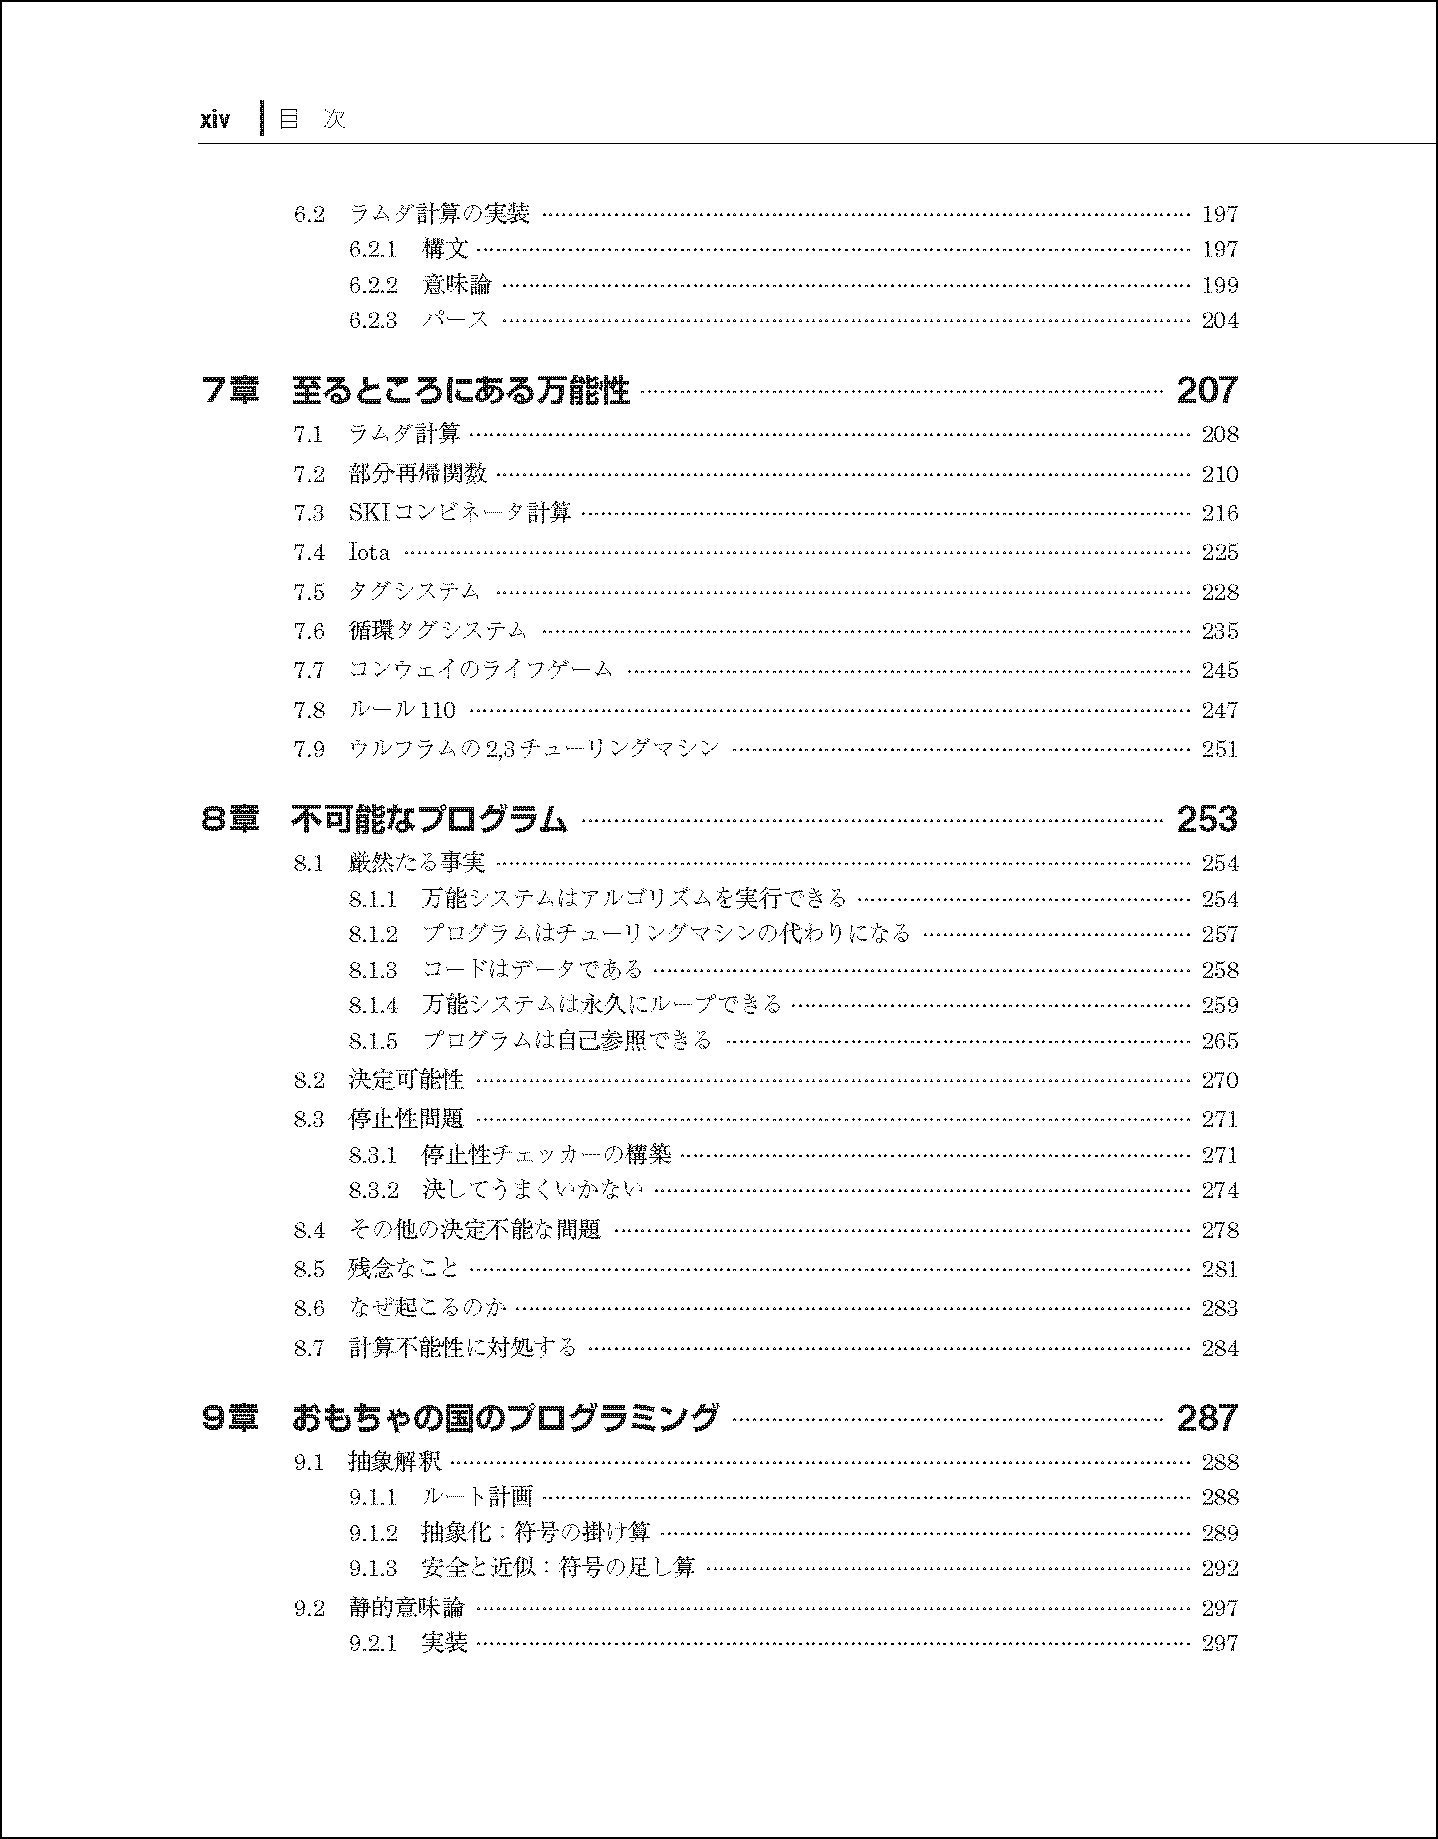 xiv 目 次
6.2 ラムダ計算の実装 197
6.2.1 構文 197
6.2.2 意味論 199
6.2.3 パース 204
7章 至るところにある万能性 207
7.1 ラムダ計算 208
7.2 部分再帰関数 210
7.3 SKIコンビネータ計算 216
7.4 Iota 225
7.5 タグシステム 228
7.6 循環タグシステム 235
7.7 コンウェイのライフゲーム 245
7.8 ルール110 247
7.9 ウルフラムの2,3チューリングマシン 251
8章 不可能なプログラム 253
8.1 厳然たる事実 254
8.1.1 万能システムはアルゴリズムを実行できる 254
8.1.2 プログラムはチューリングマシンの代わりになる 257
8.1.3 コードはデータである 258
8.1.4 万能システムは永久にループできる 259
8.1.5 プログラムは自己参照できる 265
8.2 決定可能性 270
8.3 停止性問題 271
8.3.1 停止性チェッカーの構築 271
8.3.2 決してうまくいかない 274
8.4 その他の決定不能な問題 278
8.5 残念なこと 281
8.6 なぜ起こるのか 283
8.7 計算不能性に対処する 284
9章 おもちゃの国のプログラミング 287
9.1 抽象解釈 288
9.1.1 ルート計画 288
9.1.2 抽象化：符号の掛け算 289
9.1.3 安全と近似：符号の足し算 292
9.2 静的意味論 297
9.2.1 実装 297